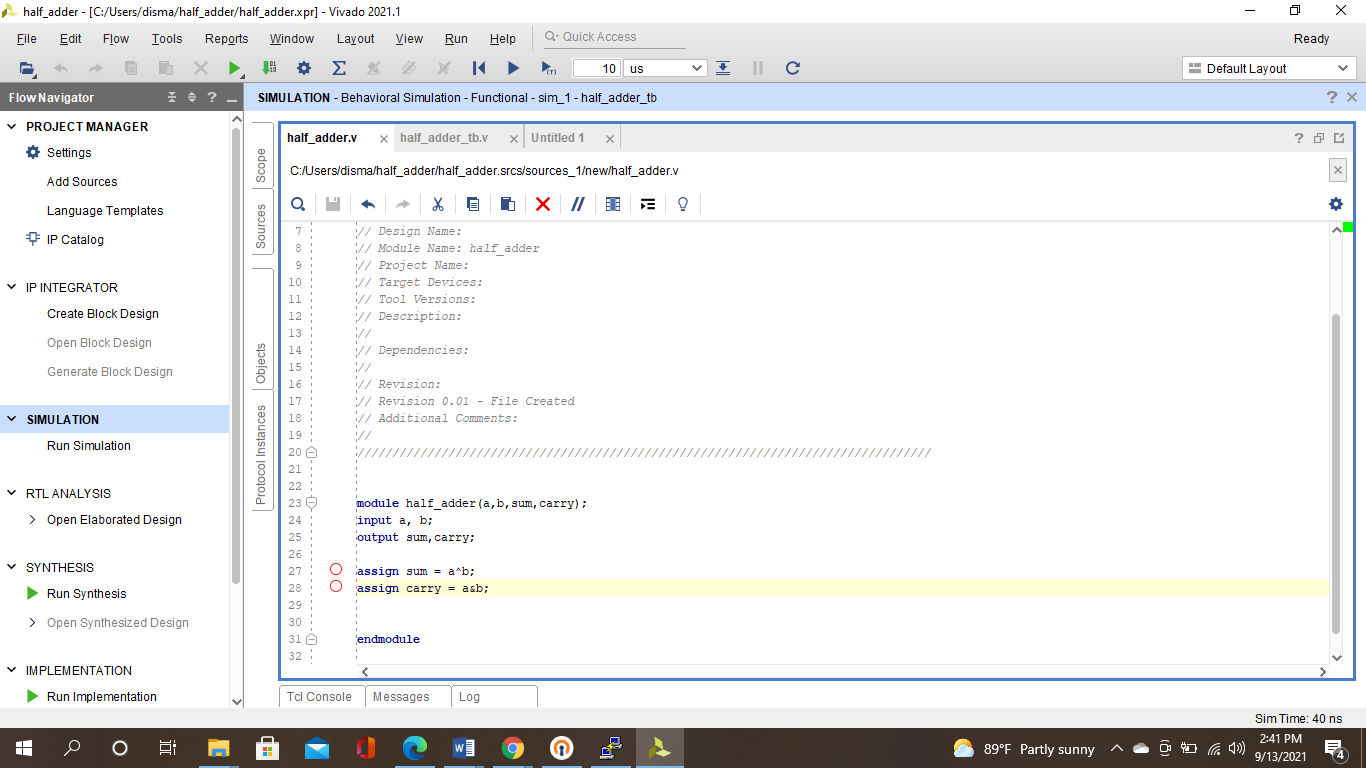 half_adder - [C:/Users/disma/half_adder/half_adder.xpr] - Vivado 2021.1
File Edit Flow Tools Reports Window Layout View Run Help Quick Access Ready
10 us Default Layout
Flow Navigator
PROJECT MANAGER
Settings
Add Sources
Language Templates
IP Catalog
IP INTEGRATOR
Create Block Design
Open Block Design
Generate Block Design
SIMULATION
Run Simulation
RTL ANALYSIS
Open Elaborated Design
SYNTHESIS
Run Synthesis
Open Synthesized Design
IMPLEMENTATION
Run Implementation
SIMULATION - Behavioral Simulation - Functional - sim_1 - half_adder_tb
Scope
Sources
Objects
Protocol Instances
half_adder.v half_adder_tb.v Untitled 1
C:/Users/disma/half_adder/half_adder.srcs/sources_1/new/half_adder.v
7 // Design Name:
8 // Module Name: half_adder
9 // Project Name:
10 // Target Devices:
11 // Tool Versions:
12 // Description:
13 //
14 // Dependencies:
15 //
16 // Revision:
17 // Revision 0.01 - File Created
18 // Additional Comments:
19 //
20 //////////////////////////////////////////////////////////////////////////////////
21
22
23 module half_adder(a,b,sum,carry);
24 input a, b;
25 output sum,carry;
26
27 assign sum = a^b;
28 assign carry = a&b;
29
30
31 endmodule
32
Tcl Console Messages Log
Sim Time: 40 ns
89°F Partly sunny
2:41 PM
9/13/2021
4